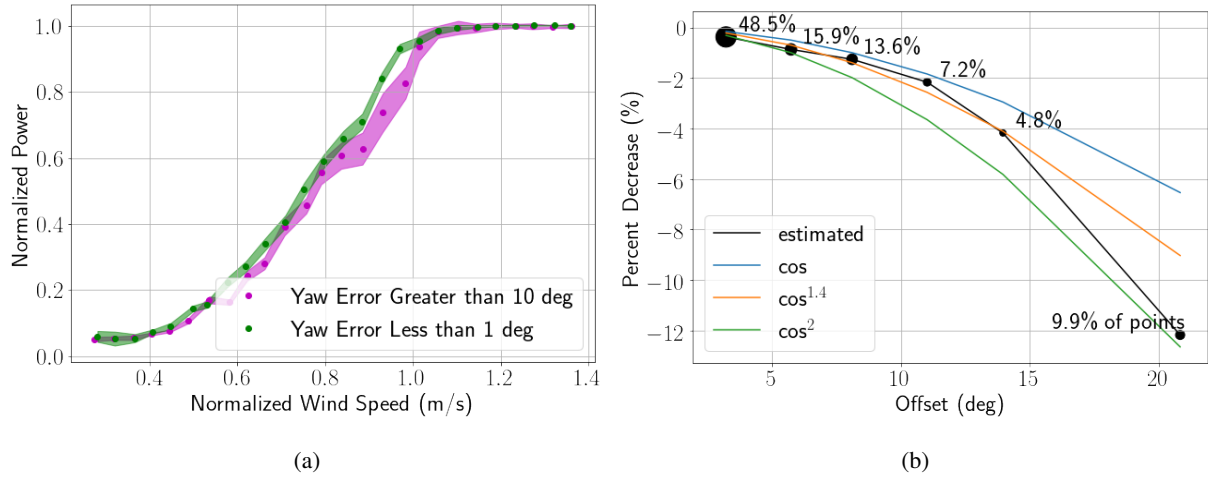 1.0
0.8
0.6
0.4
0.2
0.0
Normalized Power
Yaw Error Greater than 10 deg
Yaw Error Less than 1 deg
0.4 0.6 0.8 1.0 1.2 1.4
Normalized Wind Speed (m/s)
(a)
0
−2
−4
−6
−8
−10
−12
Percent Decrease (%)
48.5%
15.9%
13.6%
7.2%
4.8%
9.9% of points
estimated
cos
cos^1.4
cos^2
5 10 15 20
Offset (deg)
(b)